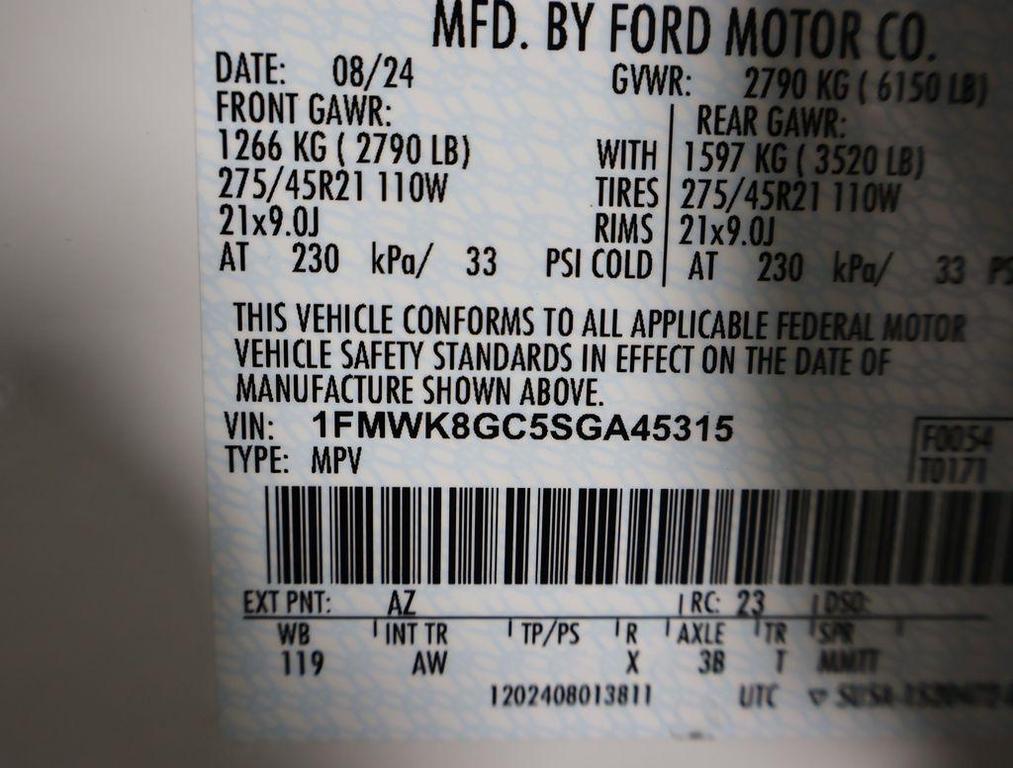 MFD. BY FORD MOTOR CO.
DATE: 08/24 GVWR: 2790 KG ( 6150 LB)
FRONT GAWR: REAR GAWR:
1266 KG ( 2790 LB) WITH 1597 KG ( 3520 LB)
275/45R21 110W TIRES 275/45R21 110W
21x9.0J RIMS 21x9.0J
AT 230 kPa/ 33 PSI COLD AT 230 kPa/ 33 PS
THIS VEHICLE CONFORMS TO ALL APPLICABLE FEDERAL MOTOR
VEHICLE SAFETY STANDARDS IN EFFECT ON THE DATE OF
MANUFACTURE SHOWN ABOVE.
VIN: 1FMWK8GC5SGA45315
F0054
TYPE: MPV
T0171
EXT PNT: AZ RC: 23 DSO:
WB INT TR TP/PS R AXLE TR SPR
119 AW X 3B T MMTT
1202408013811 UTC